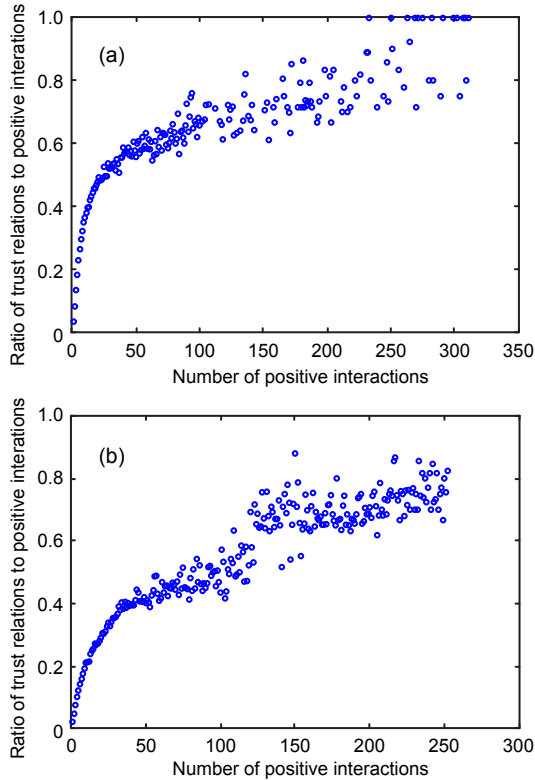 (a)
1.0
0.8
0.6
0.4
0.2
0
0 50 100 150 200 250 300 350
Ratio of trust relations to positive interations
Number of positive interactions
(b)
1.0
0.8
0.6
0.4
0.2
0
0 50 100 150 200 250 300
Ratio of trust relations to positive interations
Number of positive interactions